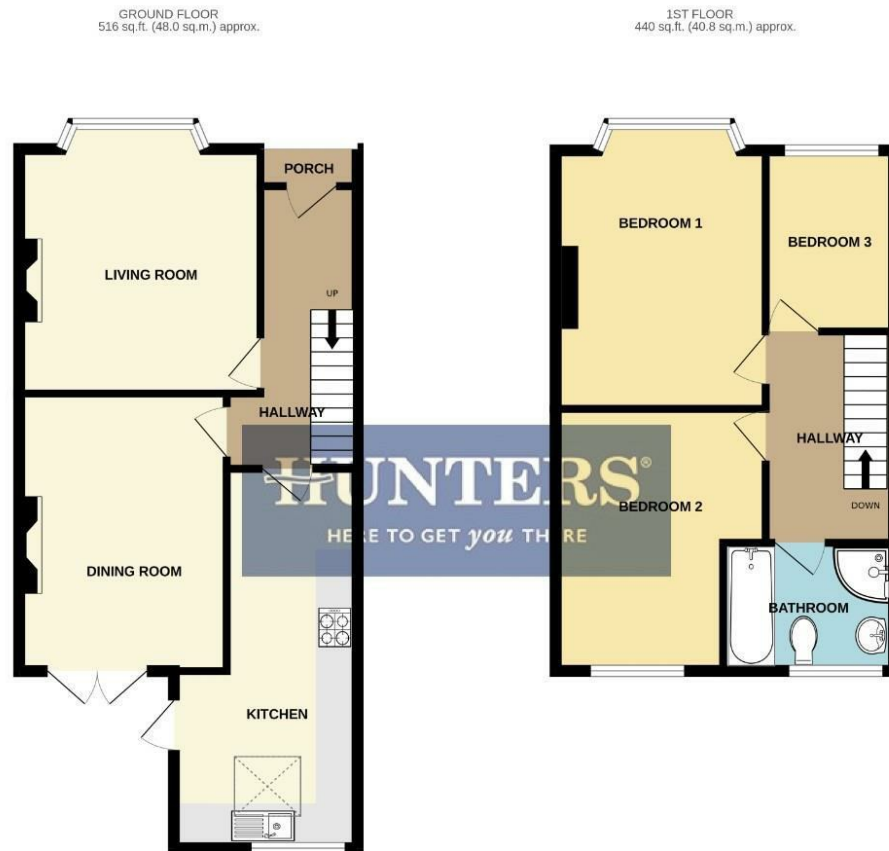 GROUND FLOOR
516 sq.ft. (48.0 sq.m.) approx.
PORCH
LIVING ROOM
UP
HALLWAY
DINING ROOM
KITCHEN
1ST FLOOR
440 sq.ft. (40.8 sq.m.) approx.
BEDROOM 1
BEDROOM 3
HALLWAY
BEDROOM 2
DOWN
BATHROOM
HUNTERS®
HERE TO GET you THERE